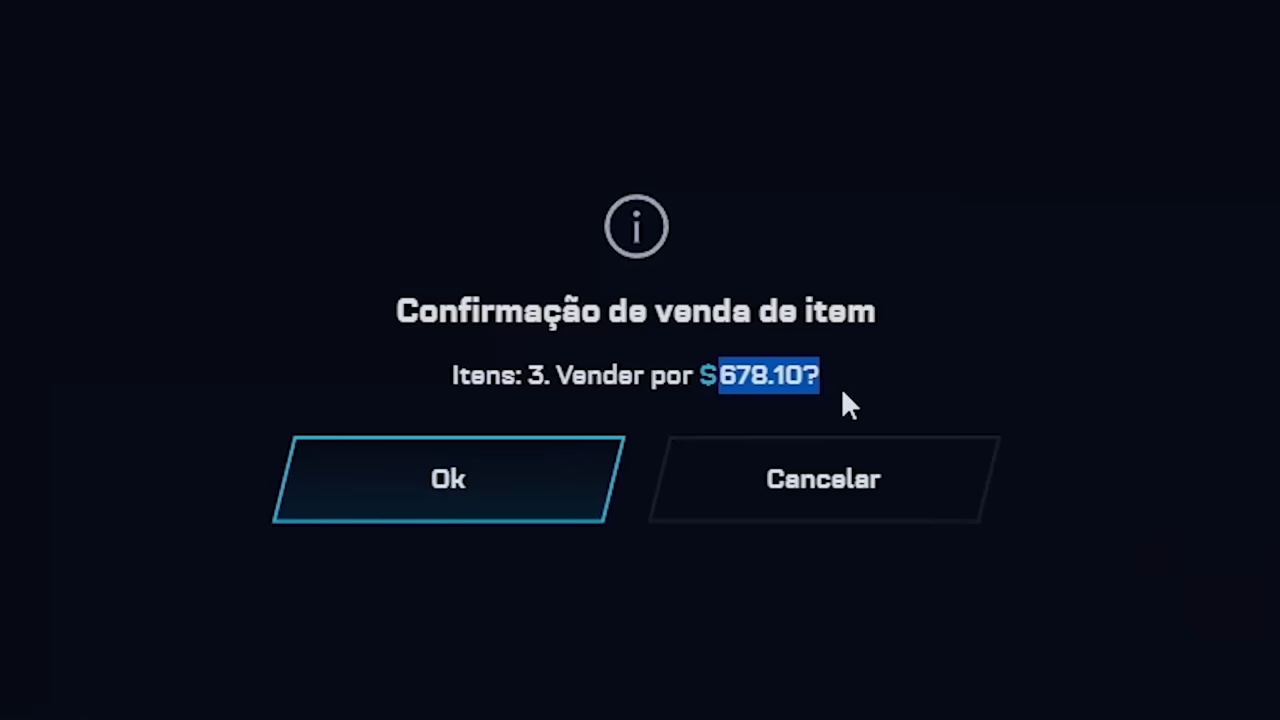 Confirmação de venda de item
Itens: 3. Vender por $678.10?
Ok
Cancelar